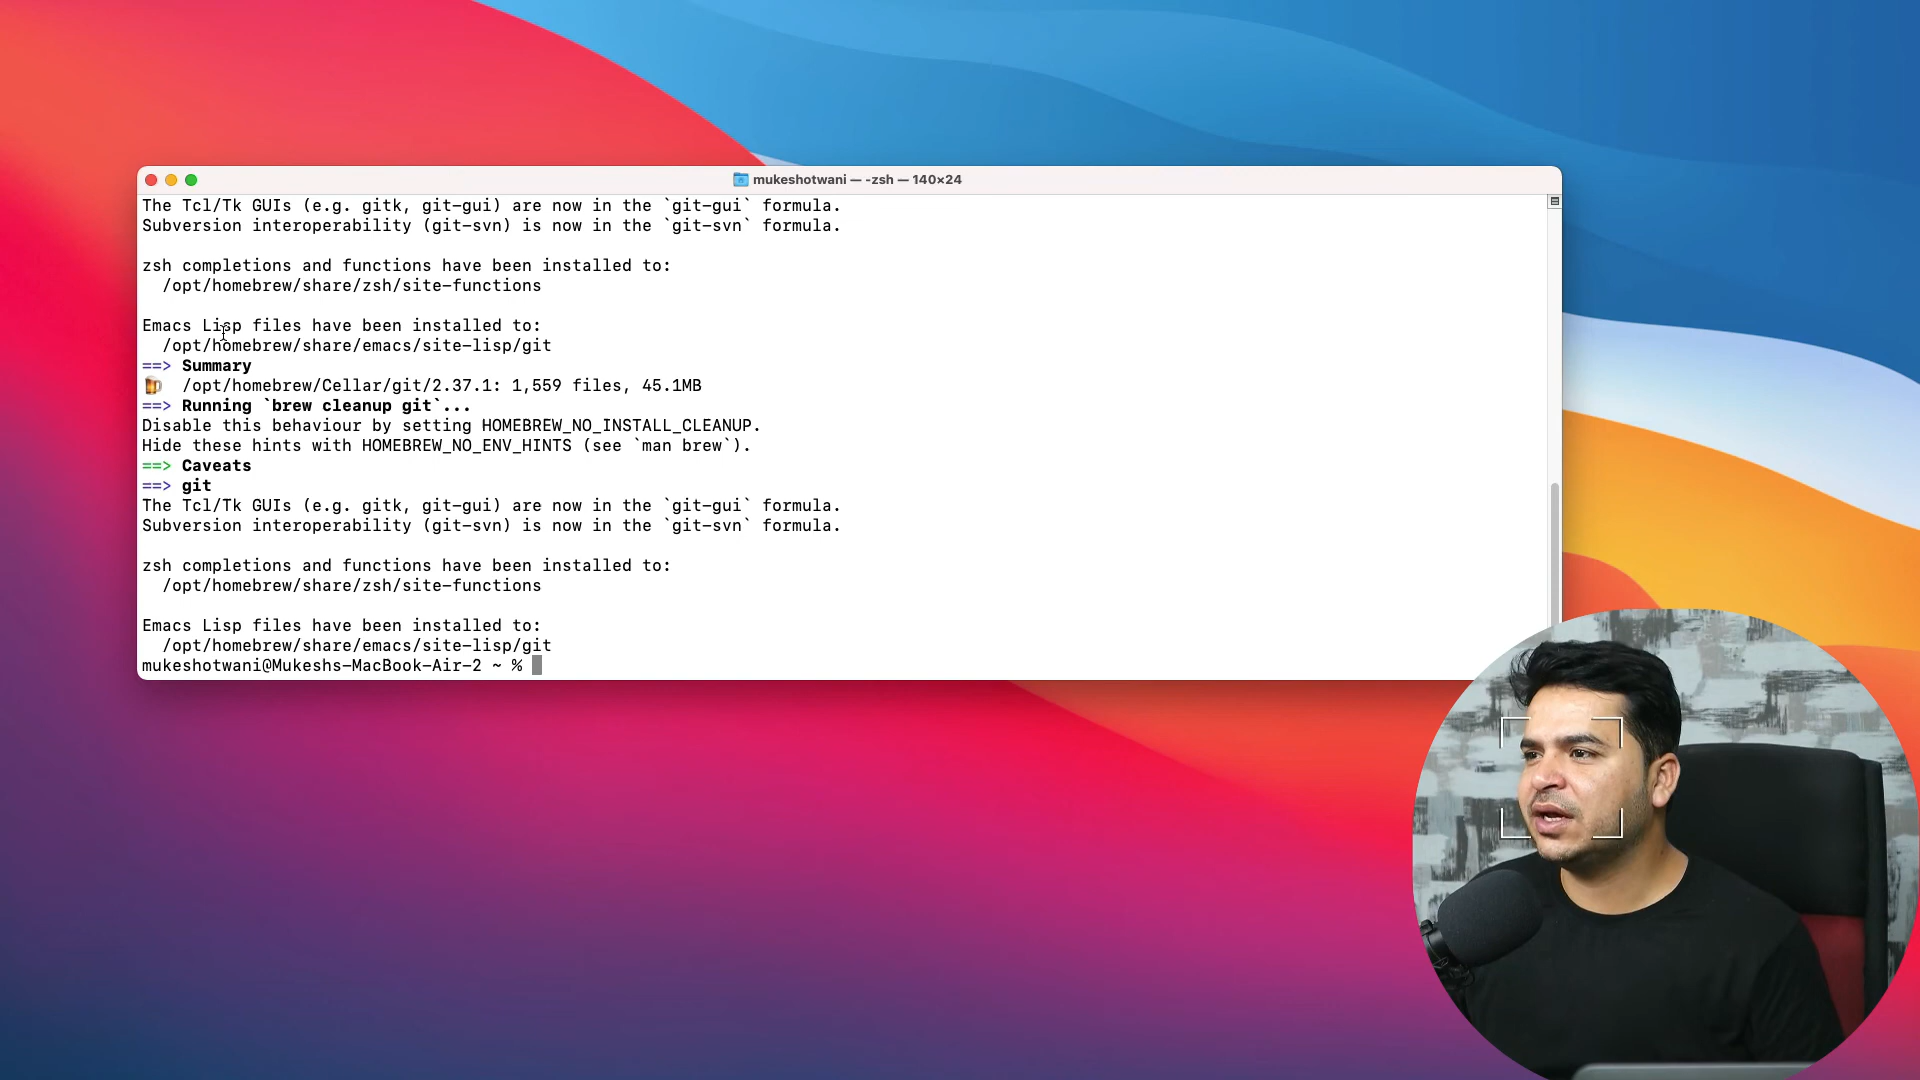 mukeshotwani — -zsh — 140×24
The Tcl/Tk GUIs (e.g. gitk, git-gui) are now in the `git-gui` formula.
Subversion interoperability (git-svn) is now in the `git-svn` formula.
zsh completions and functions have been installed to:
/opt/homebrew/share/zsh/site-functions
Emacs Lisp files have been installed to:
/opt/homebrew/share/emacs/site-lisp/git
==> Summary
🍺 /opt/homebrew/Cellar/git/2.37.1: 1,559 files, 45.1MB
==> Running `brew cleanup git`...
Disable this behaviour by setting HOMEBREW_NO_INSTALL_CLEANUP.
Hide these hints with HOMEBREW_NO_ENV_HINTS (see `man brew`).
==> Caveats
==> git
The Tcl/Tk GUIs (e.g. gitk, git-gui) are now in the `git-gui` formula.
Subversion interoperability (git-svn) is now in the `git-svn` formula.
zsh completions and functions have been installed to:
/opt/homebrew/share/zsh/site-functions
Emacs Lisp files have been installed to:
/opt/homebrew/share/emacs/site-lisp/git
mukeshotwani@Mukeshs-MacBook-Air-2 ~ %